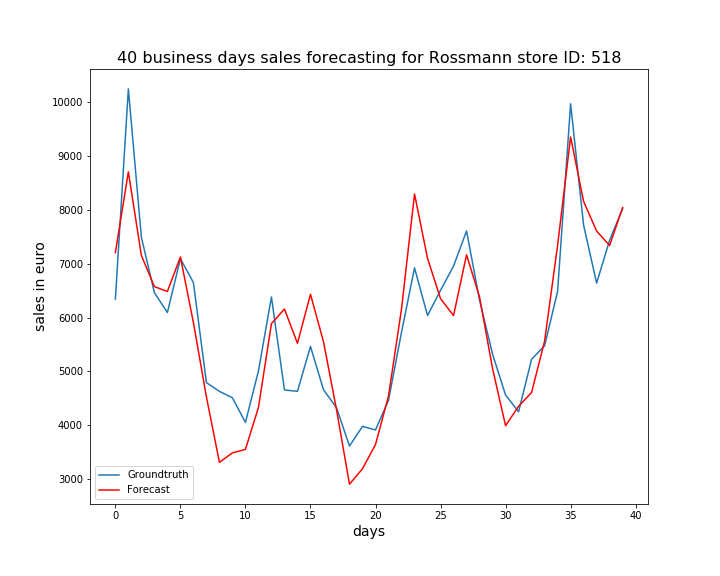 40 business days sales forecasting for Rossmann store ID: 518
10000
9000
8000
7000
6000
5000
4000
3000
sales in euro
Groundtruth
Forecast
0 5 10 15 20 25 30 35 40
days